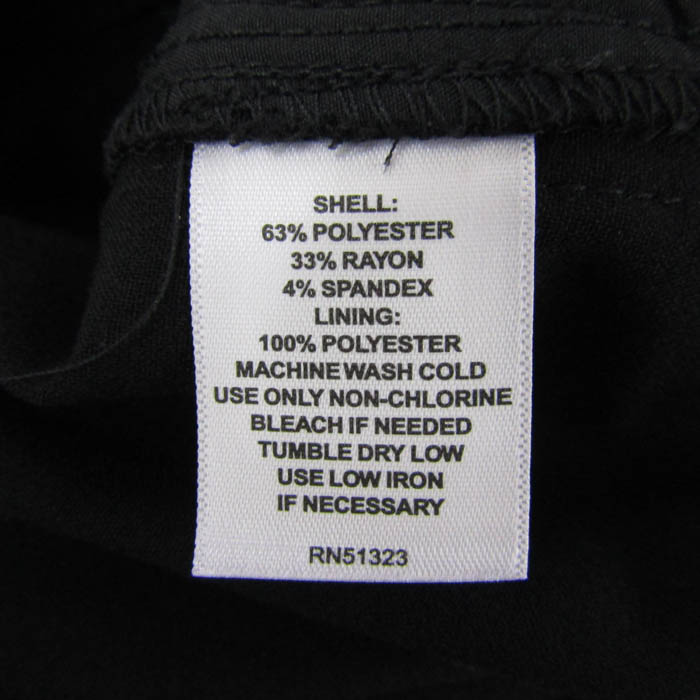 SHELL:
63% POLYESTER
33% RAYON
4% SPANDEX
LINING:
100% POLYESTER
MACHINE WASH COLD
USE ONLY NON-CHLORINE
BLEACH IF NEEDED
TUMBLE DRY LOW
USE LOW IRON
IF NECESSARY
RN51323